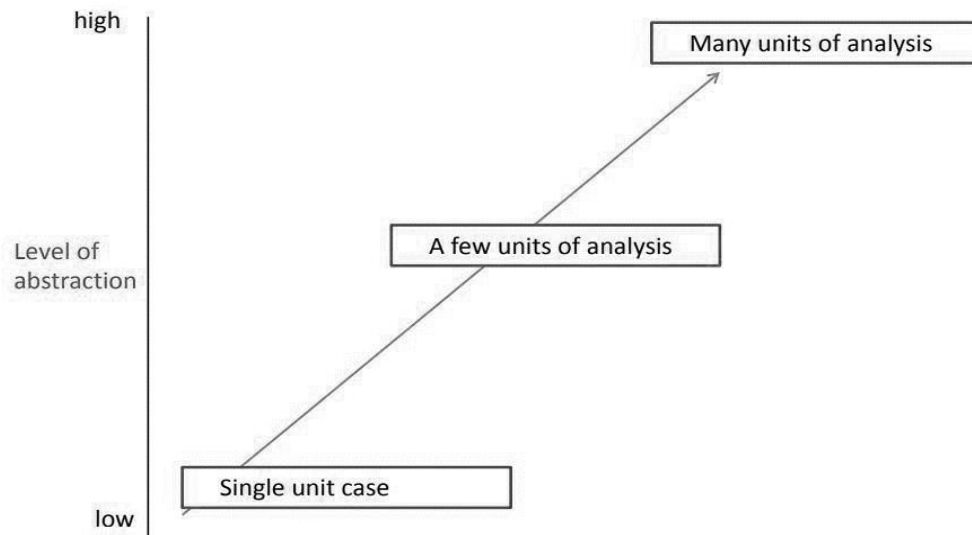 high
Many units of analysis
A few units of analysis
Level of
abstraction
Single unit case
low